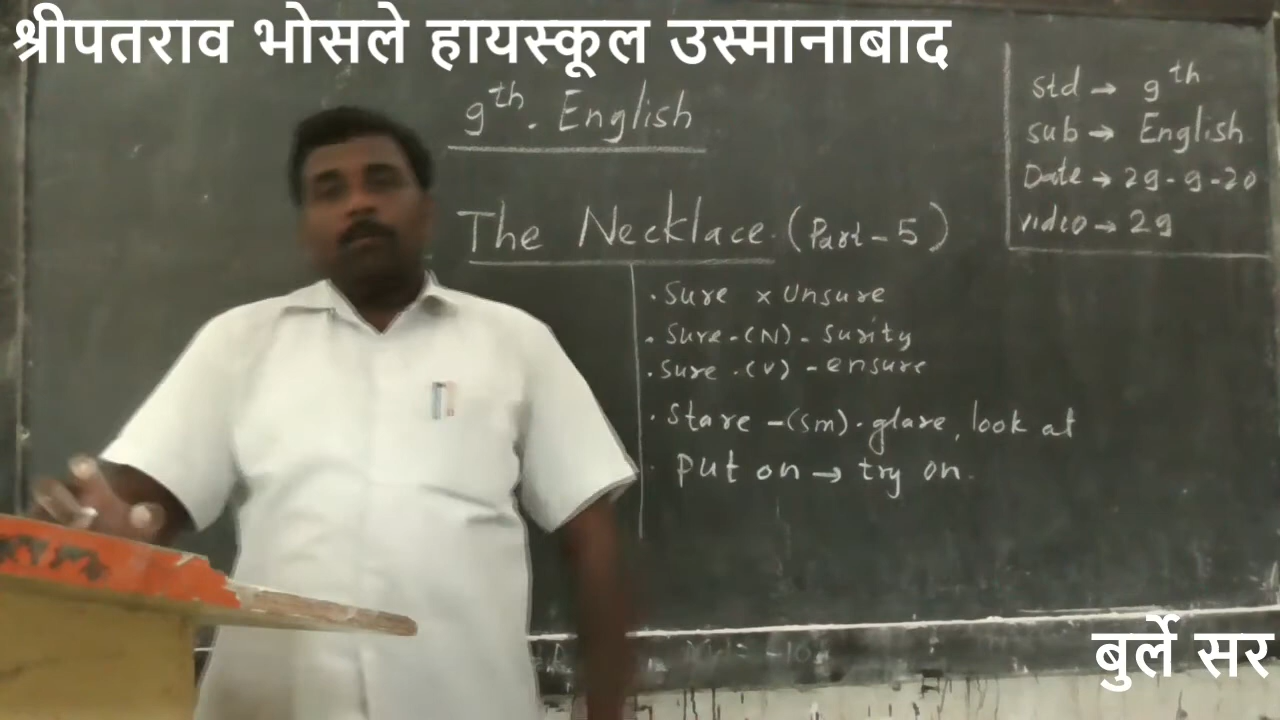 श्रीपतराव भोसले हायस्कूल उस्मानाबाद
9th. English
Std → 9th
sub → English
Date → 29-9-20
video → 29
The Necklace. (Part-5)
. Sure x Unsure
. Sure-(N)- surity
. Sure -(V) - ensure
. Stare -(sm). glare, look at
. Put on → try on.
बुर्ले सर